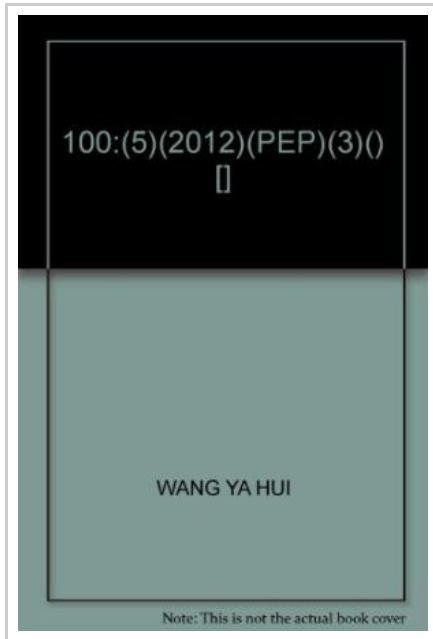 100:(5)(2012)(PEP)(3)()
[]
WANG YA HUI
Note: This is not the actual book cover